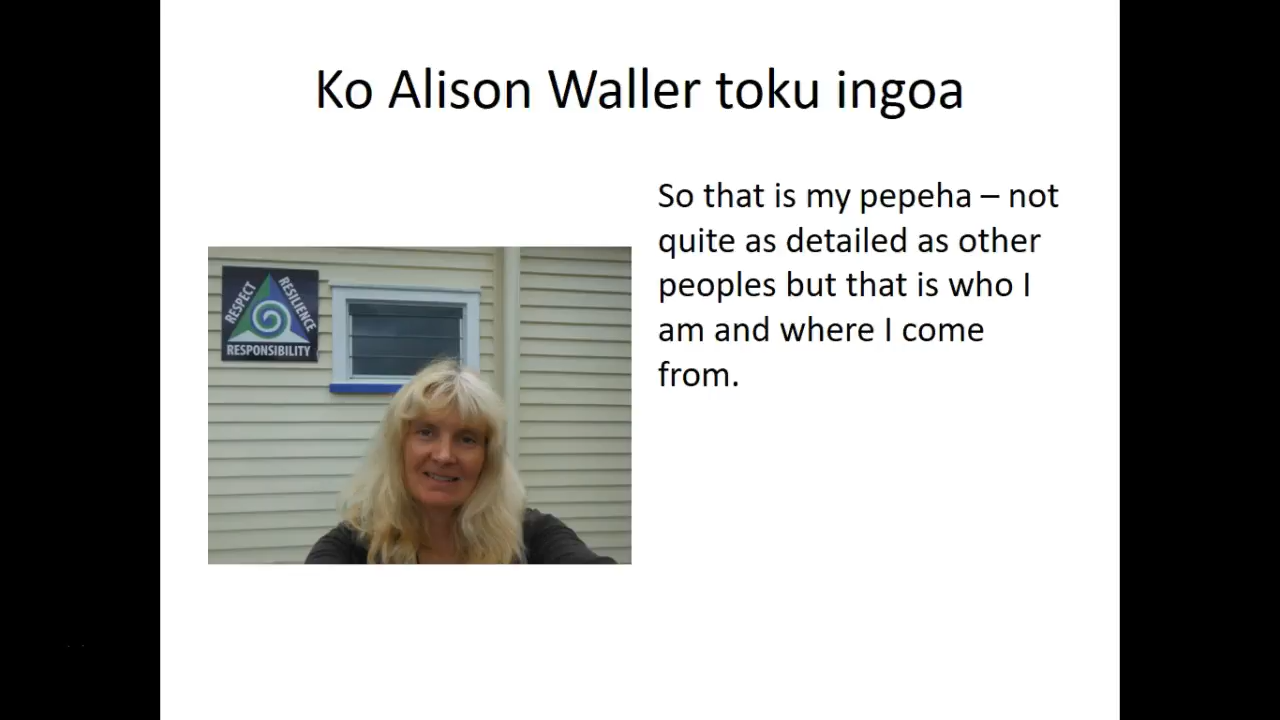 Ko Alison Waller toku ingoa
So that is my pepeha – not
quite as detailed as other
peoples but that is who I
am and where I come
from.
RESPECT
RESILIENCE
RESPONSIBILITY